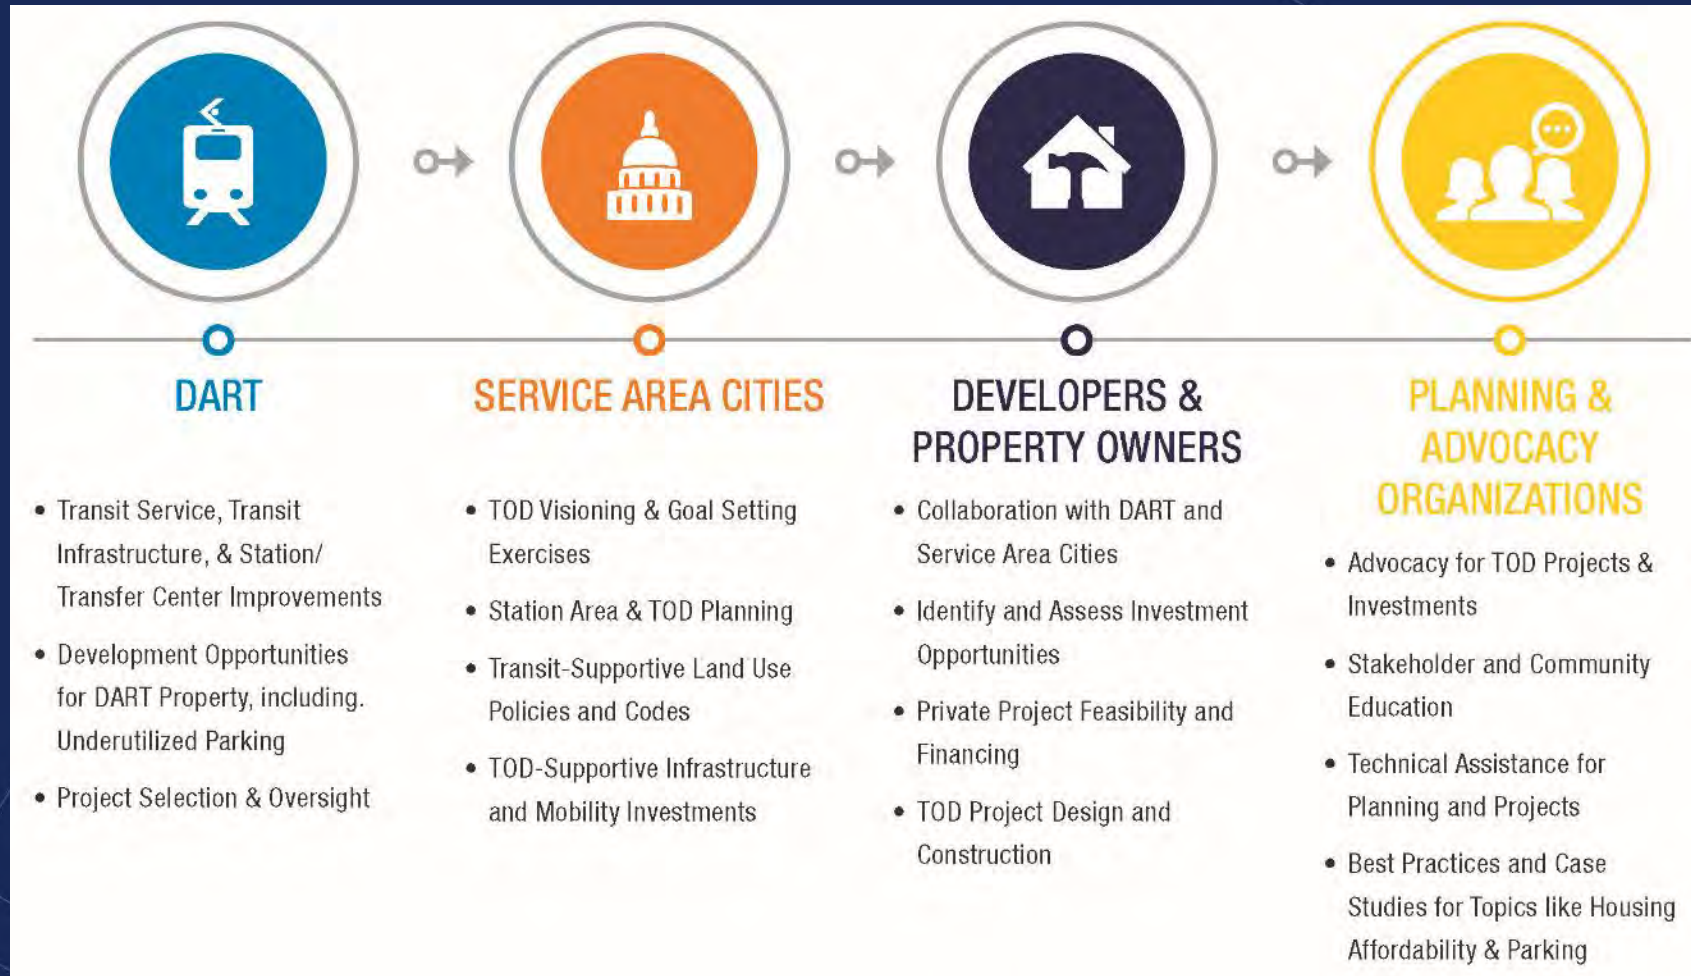 DART
• Transit Service, Transit
Infrastructure, & Station/
Transfer Center Improvements
• Development Opportunities
for DART Property, including.
Underutilized Parking
• Project Selection & Oversight
SERVICE AREA CITIES
• TOD Visioning & Goal Setting
Exercises
• Station Area & TOD Planning
• Transit-Supportive Land Use
Policies and Codes
• TOD-Supportive Infrastructure
and Mobility Investments
DEVELOPERS &
PROPERTY OWNERS
• Collaboration with DART and
Service Area Cities
• Identify and Assess Investment
Opportunities
• Private Project Feasibility and
Financing
• TOD Project Design and
Construction
PLANNING &
ADVOCACY
ORGANIZATIONS
• Advocacy for TOD Projects &
Investments
• Stakeholder and Community
Education
• Technical Assistance for
Planning and Projects
• Best Practices and Case
Studies for Topics like Housing
Affordability & Parking